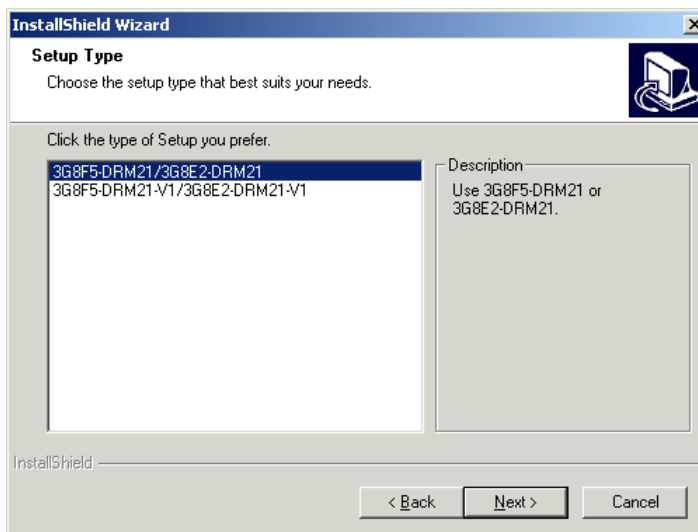 InstallShield Wizard
Setup Type
Choose the setup type that best suits your needs.
Click the type of Setup you prefer.
3G8F5-DRM21/3G8E2-DRM21
3G8F5-DRM21-V1/3G8E2-DRM21-V1
Description
Use 3G8F5-DRM21 or
3G8E2-DRM21.
InstallShield
< Back
Next >
Cancel